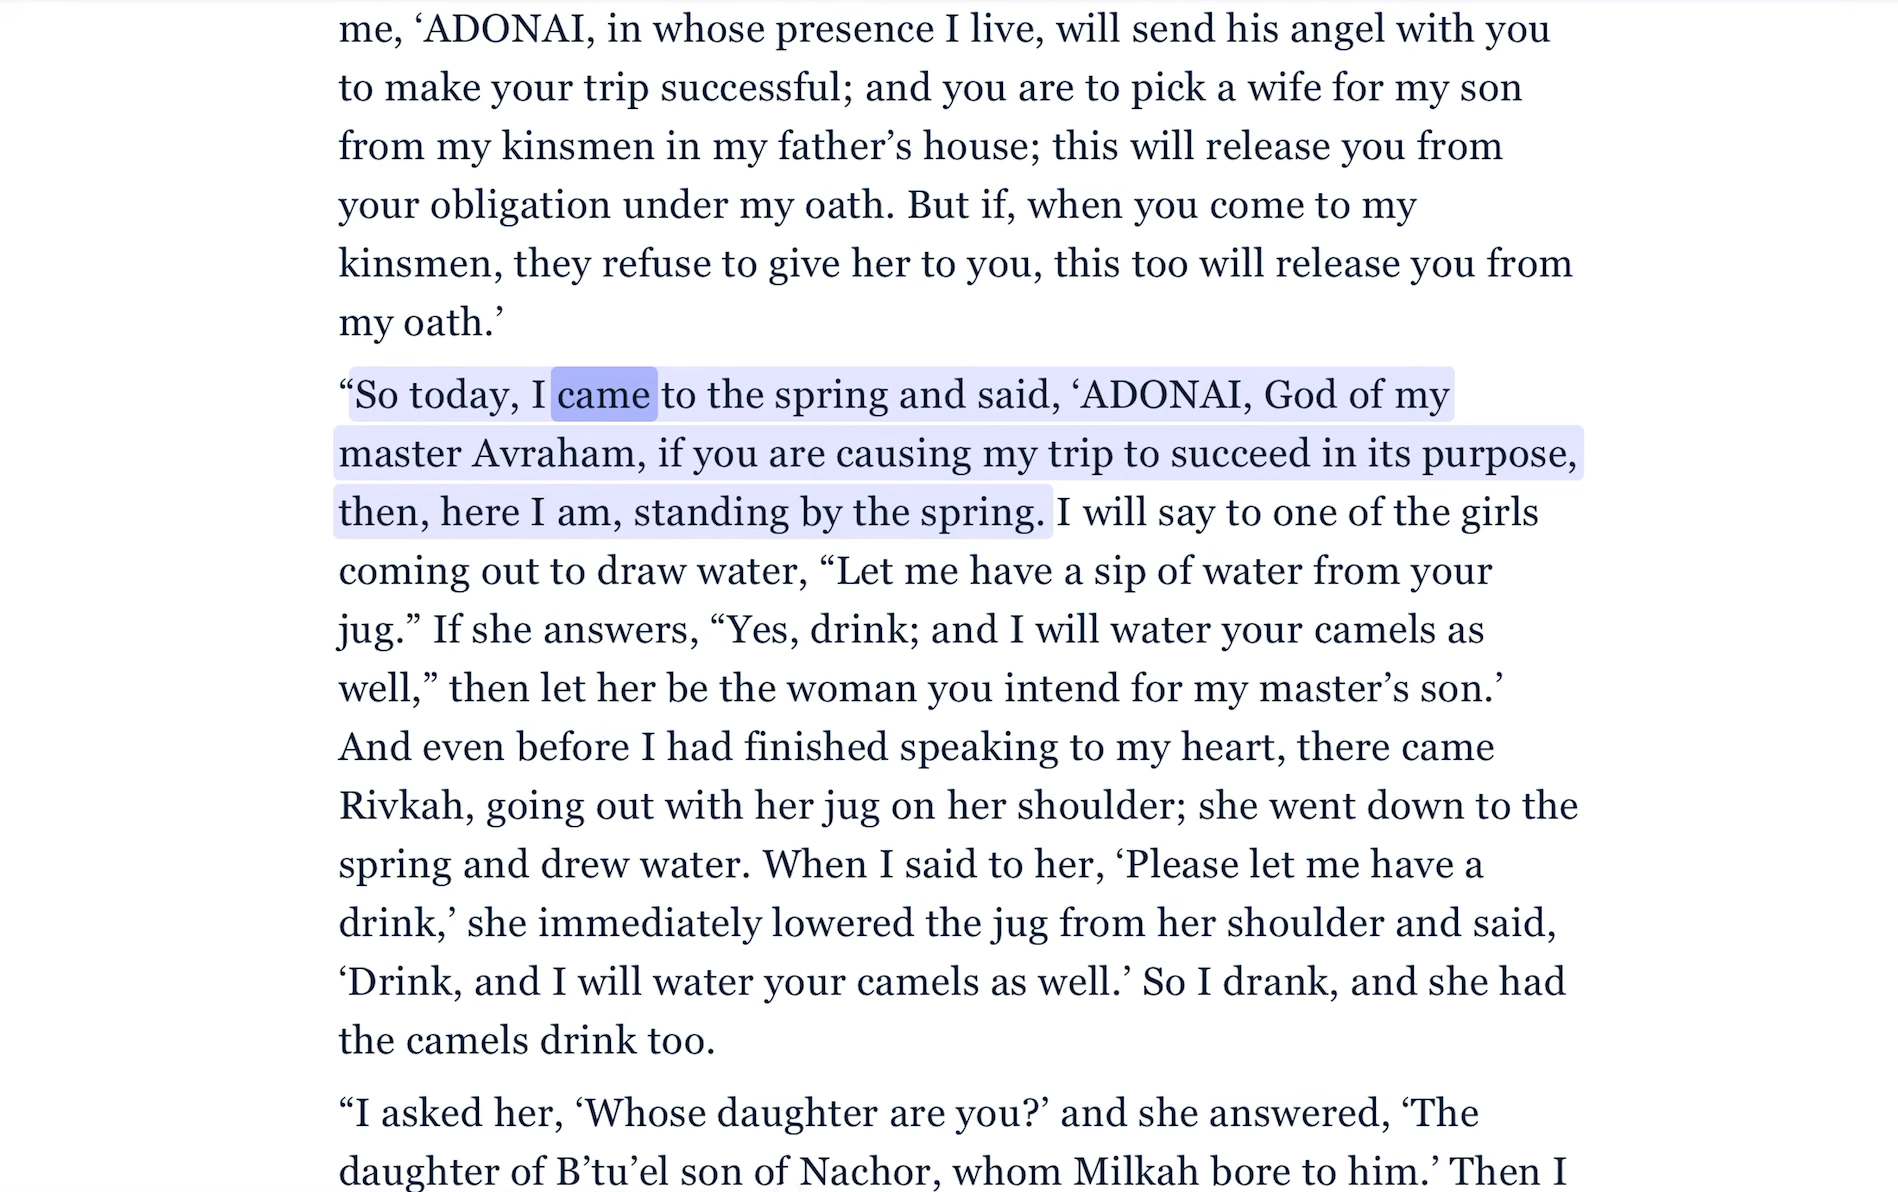 me, ‘ADONAI, in whose presence I live, will send his angel with you
to make your trip successful; and you are to pick a wife for my son
from my kinsmen in my father’s house; this will release you from
your obligation under my oath. But if, when you come to my
kinsmen, they refuse to give her to you, this too will release you from
my oath.’
“So today, I came to the spring and said, ‘ADONAI, God of my
master Avraham, if you are causing my trip to succeed in its purpose,
then, here I am, standing by the spring. I will say to one of the girls
coming out to draw water, “Let me have a sip of water from your
jug.” If she answers, “Yes, drink; and I will water your camels as
well,” then let her be the woman you intend for my master’s son.’
And even before I had finished speaking to my heart, there came
Rivkah, going out with her jug on her shoulder; she went down to the
spring and drew water. When I said to her, ‘Please let me have a
drink,’ she immediately lowered the jug from her shoulder and said,
‘Drink, and I will water your camels as well.’ So I drank, and she had
the camels drink too.
“I asked her, ‘Whose daughter are you?’ and she answered, ‘The
daughter of B’tu’el son of Nachor, whom Milkah bore to him.’ Then I